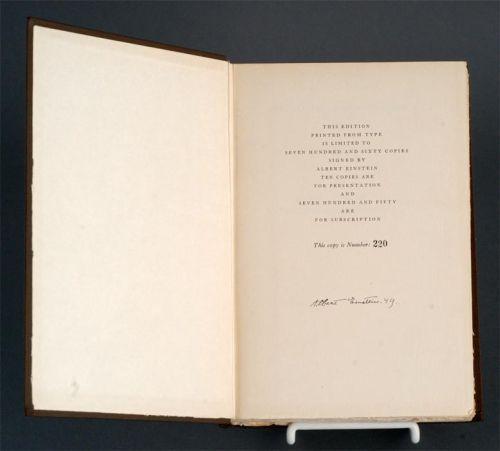 THIS EDITION
PRINTED FROM TYPE
IS LIMITED TO
SEVEN HUNDRED AND SIXTY COPIES
SIGNED BY
ALBERT EINSTEIN
TEN COPIES ARE
FOR PRESENTATION
AND
SEVEN HUNDRED AND FIFTY
ARE
FOR SUBSCRIPTION
This copy is Number: 220
Albert Einstein. 49.